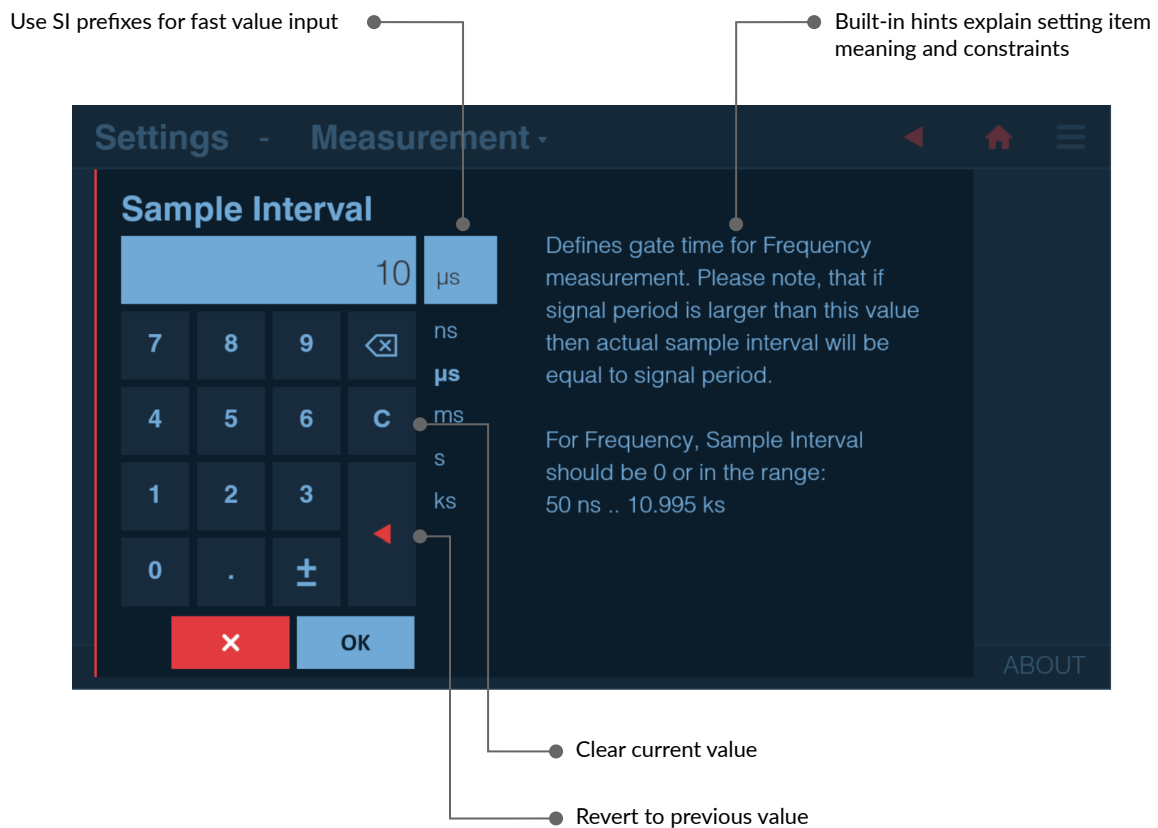 Use SI prefixes for fast value input
Built-in hints explain setting item
meaning and constraints
Settings - Measurement
Sample Interval
10 µs
Defines gate time for Frequency
measurement. Please note, that if
signal period is larger than this value
then actual sample interval will be
equal to signal period.
For Frequency, Sample Interval
should be 0 or in the range:
50 ns .. 10.995 ks
7 8 9
4 5 6 C
1 2 3
0 . ±
ns
µs
ms
s
ks
OK
ABOUT
Clear current value
Revert to previous value